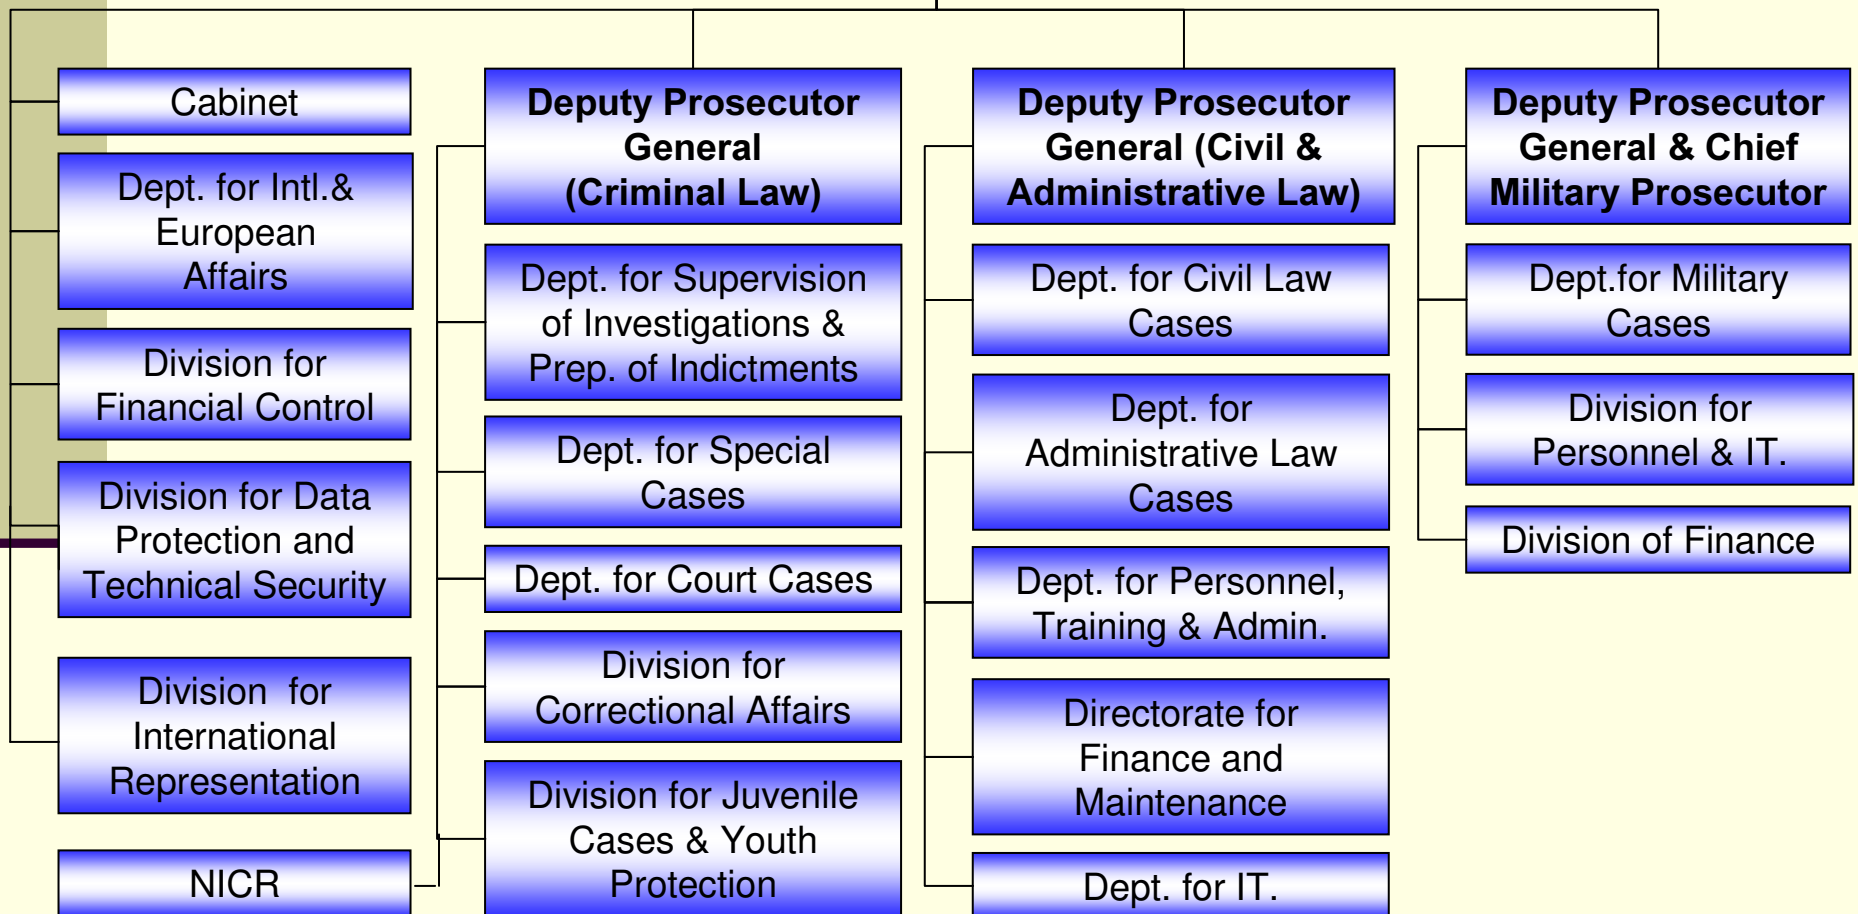 Cabinet
Dept. for Intl.&
European
Affairs
Division for
Financial Control
Division for Data
Protection and
Technical Security
Division for
International
Representation
NICR
Deputy Prosecutor
General
(Criminal Law)
Dept. for Supervision
of Investigations &
Prep. of Indictments
Dept. for Special
Cases
Dept. for Court Cases
Division for
Correctional Affairs
Division for Juvenile
Cases & Youth
Protection
Deputy Prosecutor
General (Civil &
Administrative Law)
Dept. for Civil Law
Cases
Dept. for
Administrative Law
Cases
Dept. for Personnel,
Training & Admin.
Directorate for
Finance and
Maintenance
Dept. for IT.
Deputy Prosecutor
General & Chief
Military Prosecutor
Dept.for Military
Cases
Division for
Personnel & IT.
Division of Finance